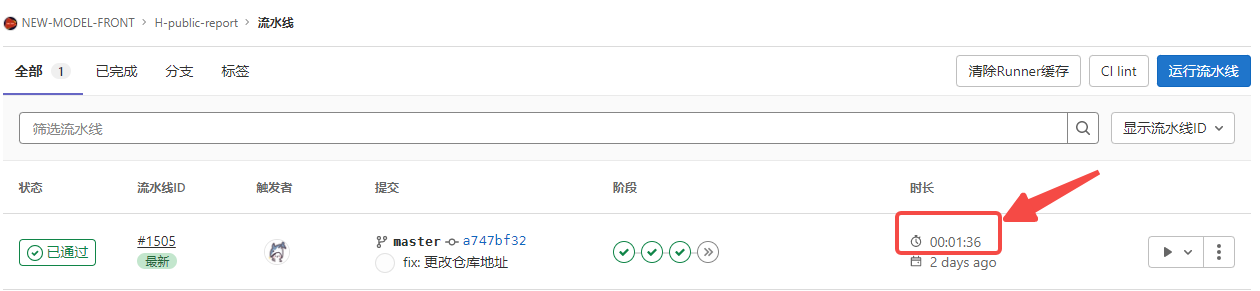 NEW-MODEL-FRONT > H-public-report > 流水线
全部 1 已完成 分支 标签 清除Runner缓存 CI lint 运行流水线
筛选流水线 显示流水线ID
状态 流水线ID 触发者 提交 阶段 时长
已通过 #1505 master a747bf32 00:01:36
最新 fix: 更改仓库地址 2 days ago